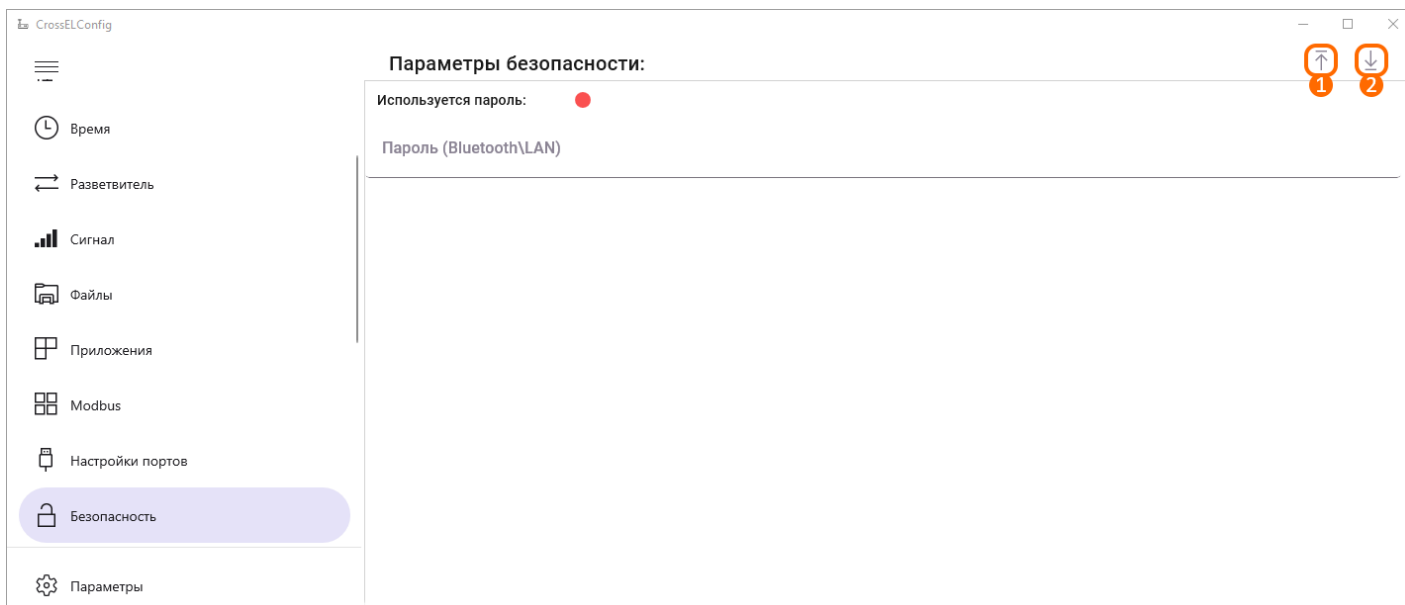 CrossELConfig
Параметры безопасности:
1 2
Используется пароль:
Пароль (Bluetooth\LAN)
Время
Разветвитель
Сигнал
Файлы
Приложения
Modbus
Настройки портов
Безопасность
Параметры